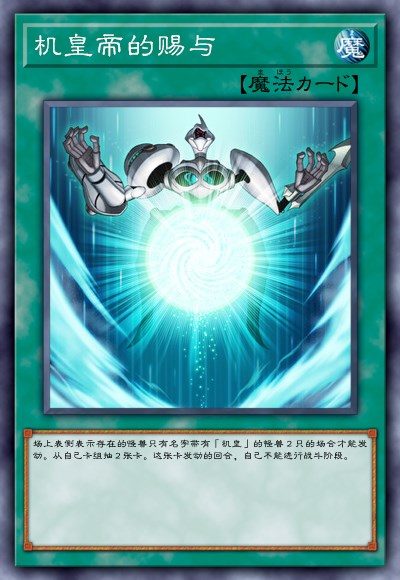 机皇帝的赐与
魔
【魔法カード】
まほう
场上表侧表示存在的怪兽只有名字带有「机皇」的怪兽２只的场合才能发
动。从自己卡组抽２张卡。这张卡发动的回合，自己不能进行战斗阶段。